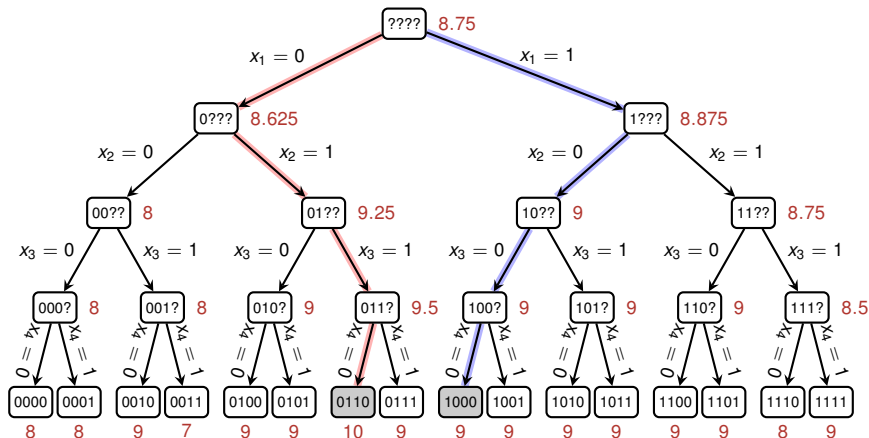 ???? 8.75
x₁ = 0 x₁ = 1
0??? 8.625 1??? 8.875
x₂ = 0 x₂ = 1 x₂ = 0 x₂ = 1
00?? 8 01?? 9.25 10?? 9 11?? 8.75
x₃ = 0 x₃ = 1 x₃ = 0 x₃ = 1 x₃ = 0 x₃ = 1 x₃ = 0 x₃ = 1
000? 8 001? 8 010? 9 011? 9.5 100? 9 101? 9 110? 9 111? 8.5
x₄ = 0 x₄ = 1 x₄ = 0 x₄ = 1 x₄ = 0 x₄ = 1 x₄ = 0 x₄ = 1 x₄ = 0 x₄ = 1 x₄ = 0 x₄ = 1 x₄ = 0 x₄ = 1 x₄ = 0 x₄ = 1
0000 0001 0010 0011 0100 0101 0110 0111 1000 1001 1010 1011 1100 1101 1110 1111
8 8 9 7 9 9 10 9 9 9 9 9 9 9 8 9